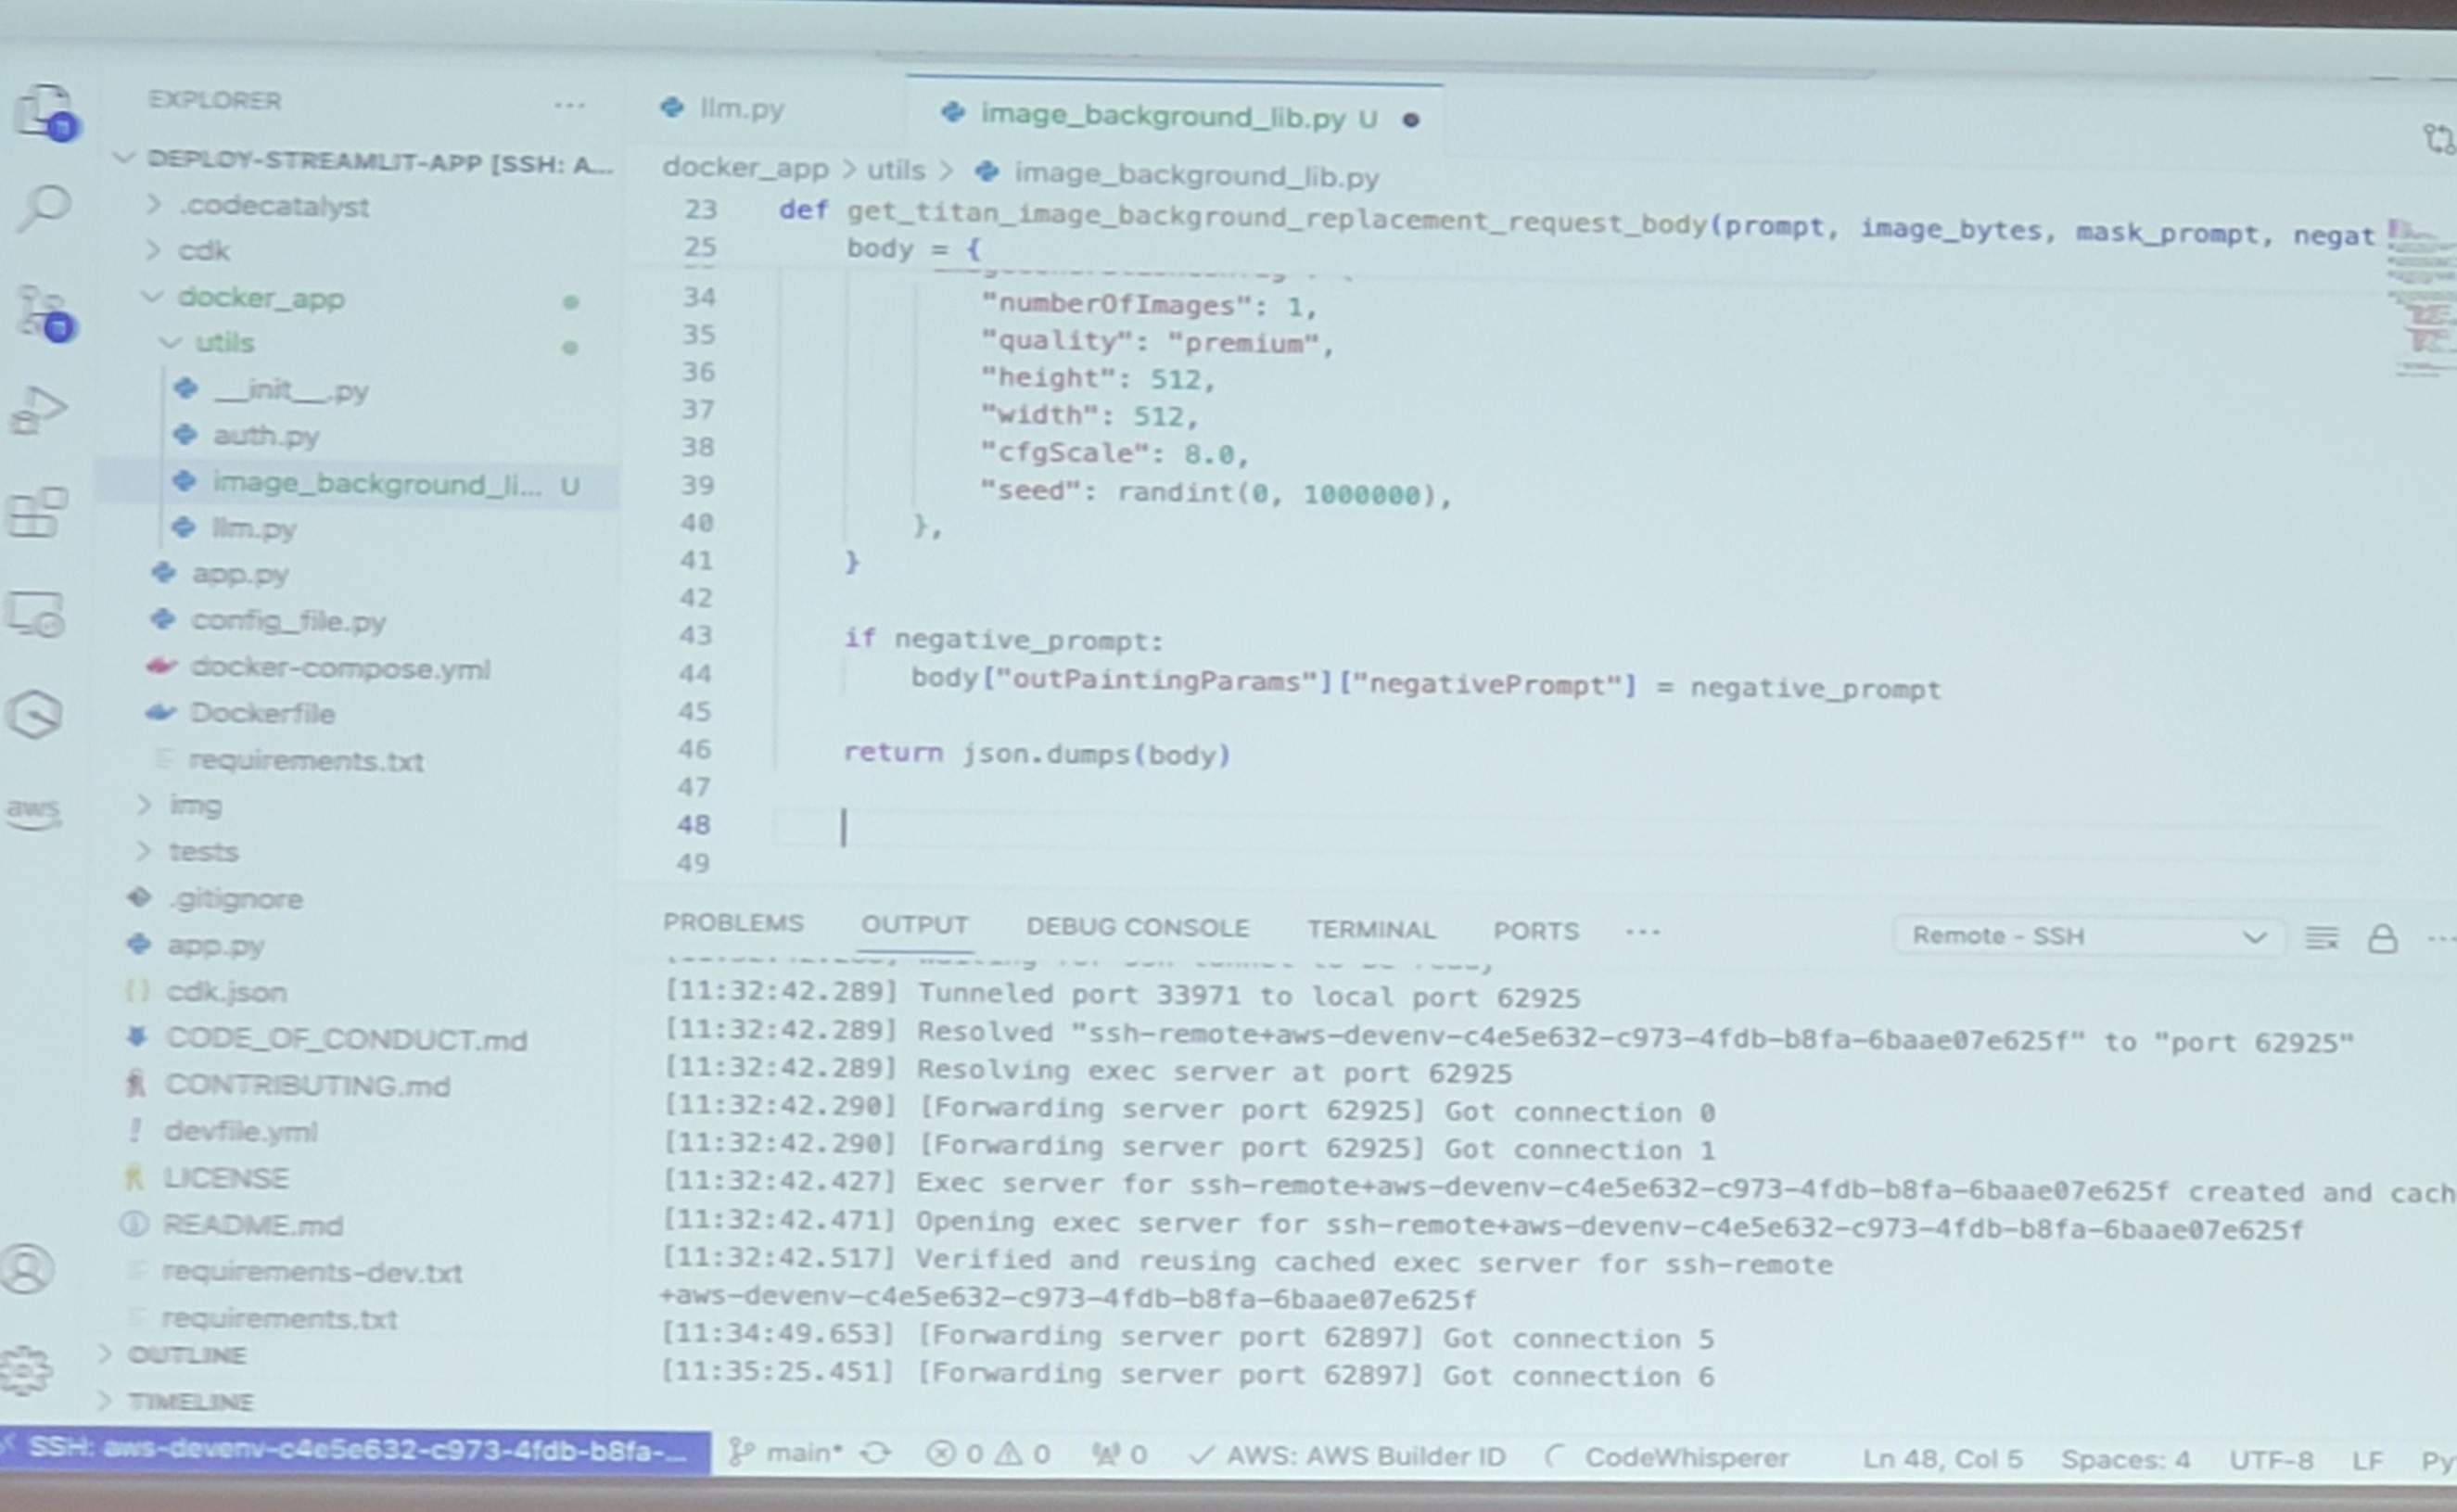 EXPLORER
DEPLOY-STREAMLIT-APP [SSH: A...
.codecatalyst
cdk
docker_app
utils
__init__.py
auth.py
image_background_li... U
llm.py
app.py
config_file.py
docker-compose.yml
Dockerfile
requirements.txt
img
tests
.gitignore
app.py
cdk.json
CODE_OF_CONDUCT.md
CONTRIBUTING.md
devfile.yml
LICENSE
README.md
requirements-dev.txt
requirements.txt
OUTLINE
TIMELINE
aws
llm.py
image_background_lib.py U
docker_app > utils > image_background_lib.py
23 def get_titan_image_background_replacement_request_body(prompt, image_bytes, mask_prompt, negat
25 body = {
34 "numberOfImages": 1,
35 "quality": "premium",
36 "height": 512,
37 "width": 512,
38 "cfgScale": 8.0,
39 "seed": randint(0, 1000000),
40 },
41 }
42
43 if negative_prompt:
44 body["outPaintingParams"]["negativePrompt"] = negative_prompt
45
46 return json.dumps(body)
47
48
49
PROBLEMS OUTPUT DEBUG CONSOLE TERMINAL PORTS ... Remote - SSH
[11:32:42.289] Tunneled port 33971 to local port 62925
[11:32:42.289] Resolved "ssh-remote+aws-devenv-c4e5e632-c973-4fdb-b8fa-6baae07e625f" to "port 62925"
[11:32:42.289] Resolving exec server at port 62925
[11:32:42.290] [Forwarding server port 62925] Got connection 0
[11:32:42.290] [Forwarding server port 62925] Got connection 1
[11:32:42.427] Exec server for ssh-remote+aws-devenv-c4e5e632-c973-4fdb-b8fa-6baae07e625f created and cach
[11:32:42.471] Opening exec server for ssh-remote+aws-devenv-c4e5e632-c973-4fdb-b8fa-6baae07e625f
[11:32:42.517] Verified and reusing cached exec server for ssh-remote
+aws-devenv-c4e5e632-c973-4fdb-b8fa-6baae07e625f
[11:34:49.653] [Forwarding server port 62897] Got connection 5
[11:35:25.451] [Forwarding server port 62897] Got connection 6
SSH: aws-devenv-c4e5e632-c973-4fdb-b8fa-... main* 0 0 0 AWS: AWS Builder ID CodeWhisperer Ln 48, Col 5 Spaces: 4 UTF-8 LF Py